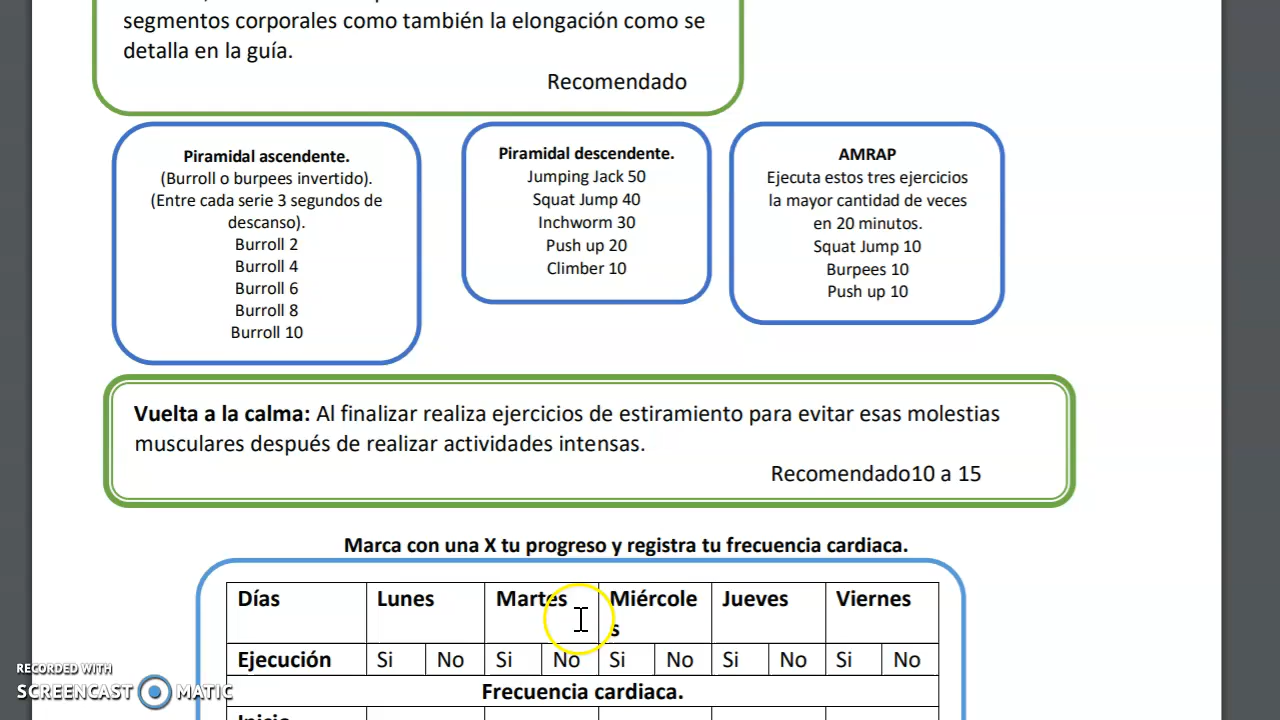 segmentos corporales como también la elongación como se
detalla en la guía.
Recomendado
Piramidal ascendente.
(Burroll o burpees invertido).
(Entre cada serie 3 segundos de
descanso).
Burroll 2
Burroll 4
Burroll 6
Burroll 8
Burroll 10
Piramidal descendente.
Jumping Jack 50
Squat Jump 40
Inchworm 30
Push up 20
Climber 10
AMRAP
Ejecuta estos tres ejercicios
la mayor cantidad de veces
en 20 minutos.
Squat Jump 10
Burpees 10
Push up 10
Vuelta a la calma: Al finalizar realiza ejercicios de estiramiento para evitar esas molestias
musculares después de realizar actividades intensas.
Recomendado10 a 15
Marca con una X tu progreso y registra tu frecuencia cardiaca.
Días Lunes Martes Miércole Jueves Viernes
s
Ejecución Si No Si No Si No Si No Si No
Frecuencia cardiaca.
Inicio
RECORDED WITH
SCREENCAST MATIC